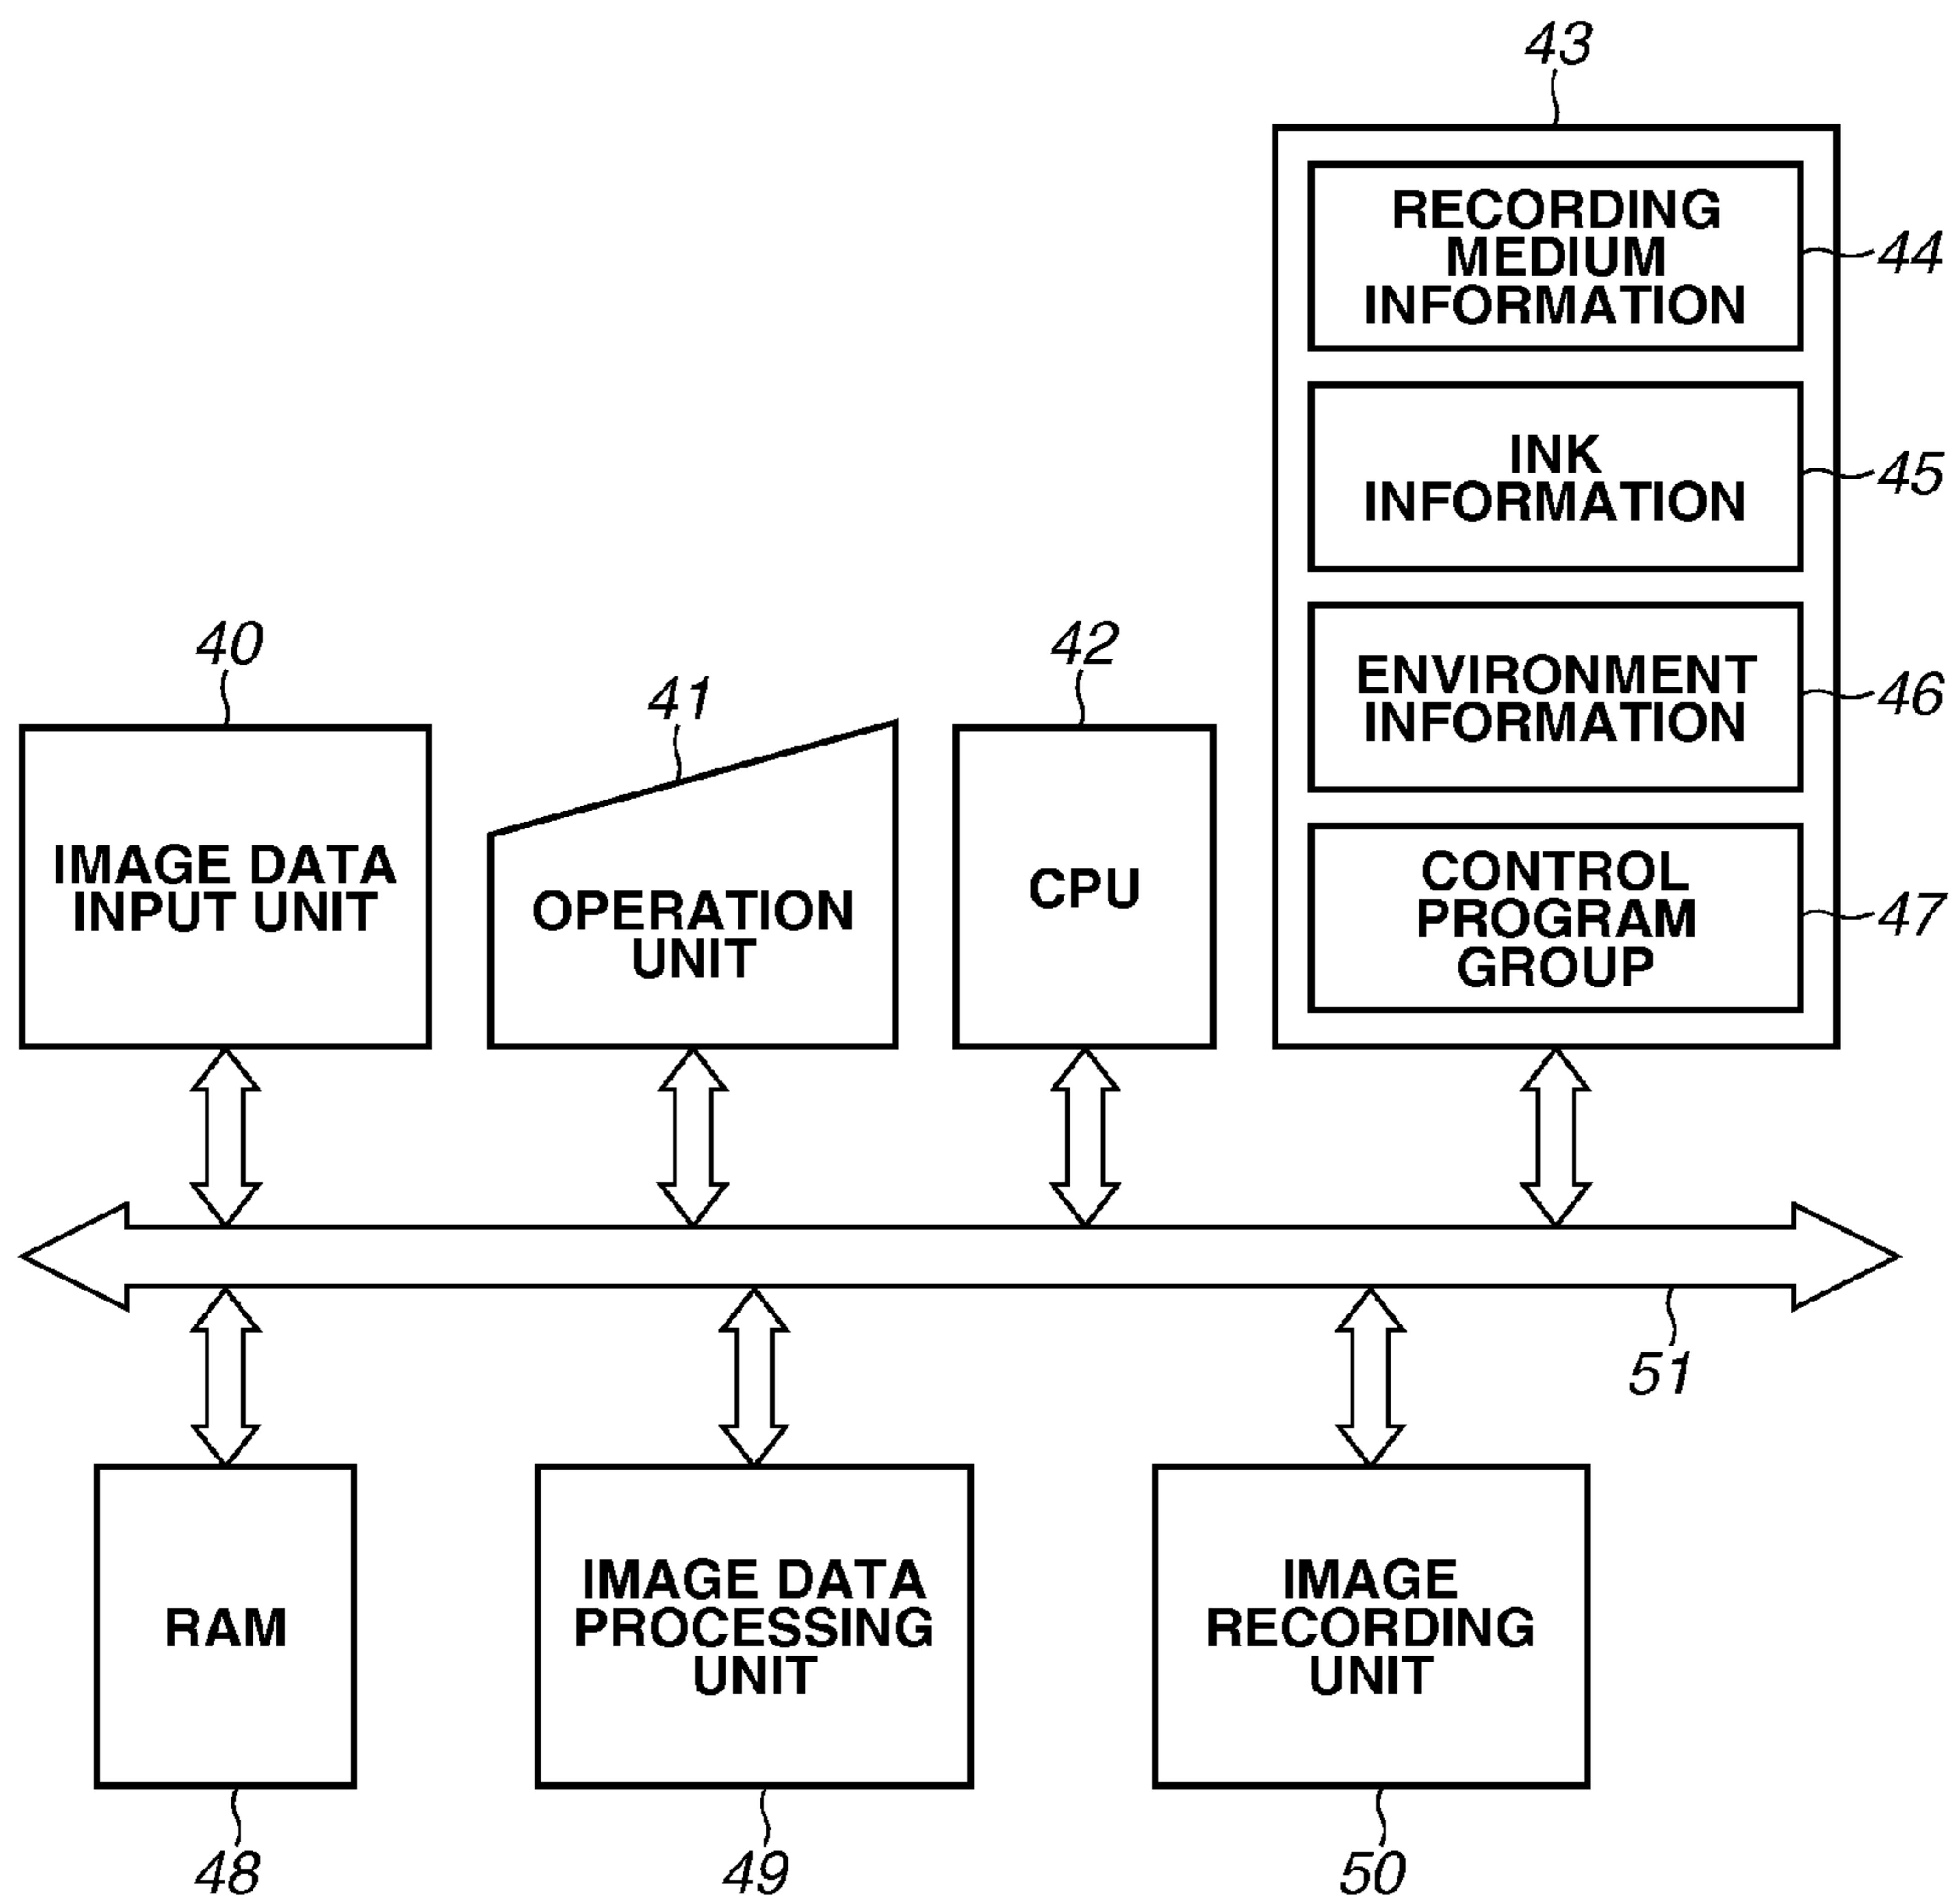 43
RECORDING
MEDIUM
INFORMATION
44
INK
INFORMATION
45
ENVIRONMENT
INFORMATION
46
CONTROL
PROGRAM
GROUP
47
40
IMAGE DATA
INPUT UNIT
41
OPERATION
UNIT
42
CPU
51
RAM
48
IMAGE DATA
PROCESSING
UNIT
49
IMAGE
RECORDING
UNIT
50